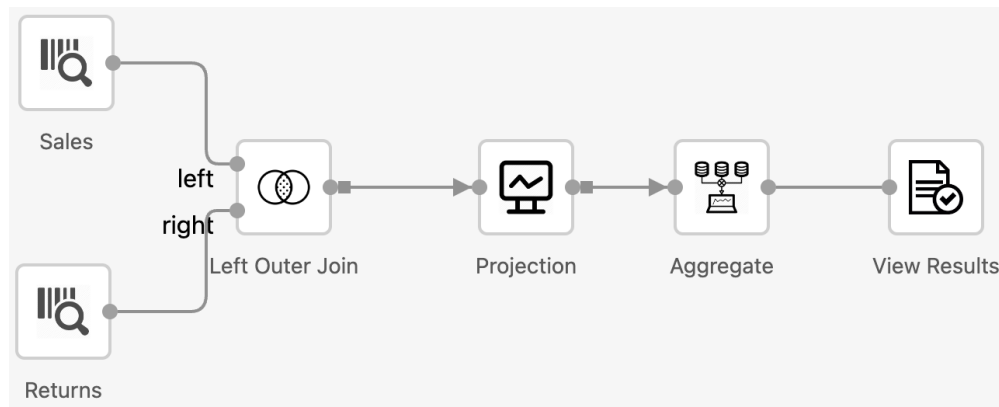 Sales
left
right
Left Outer Join
Projection
Aggregate
View Results
Returns